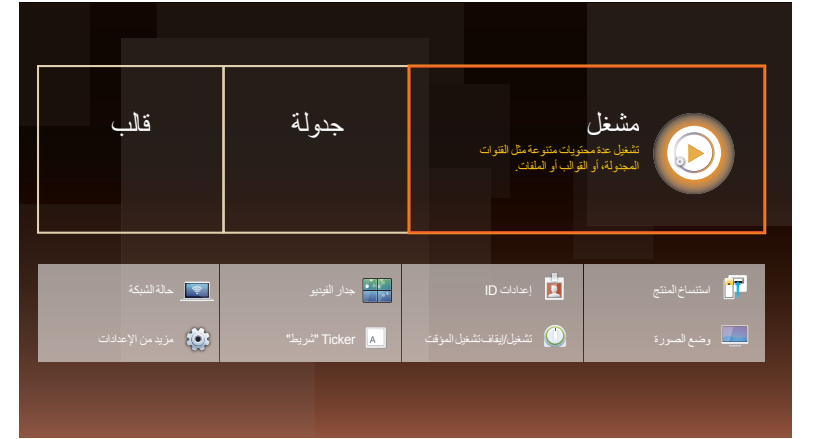 مشغل
تشغيل عدة محتويات متنوعة مثل القنوات
المجدولة، أو القوالب أو الملفات.
جدولة
قالب
استنساخ المنتج
إعدادات ID
جدار الفيديو
حالة الشبكة
وضع الصورة
تشغيل/إيقاف تشغيل المؤقت
A
Ticker "شريط"
مزيد من الإعدادات